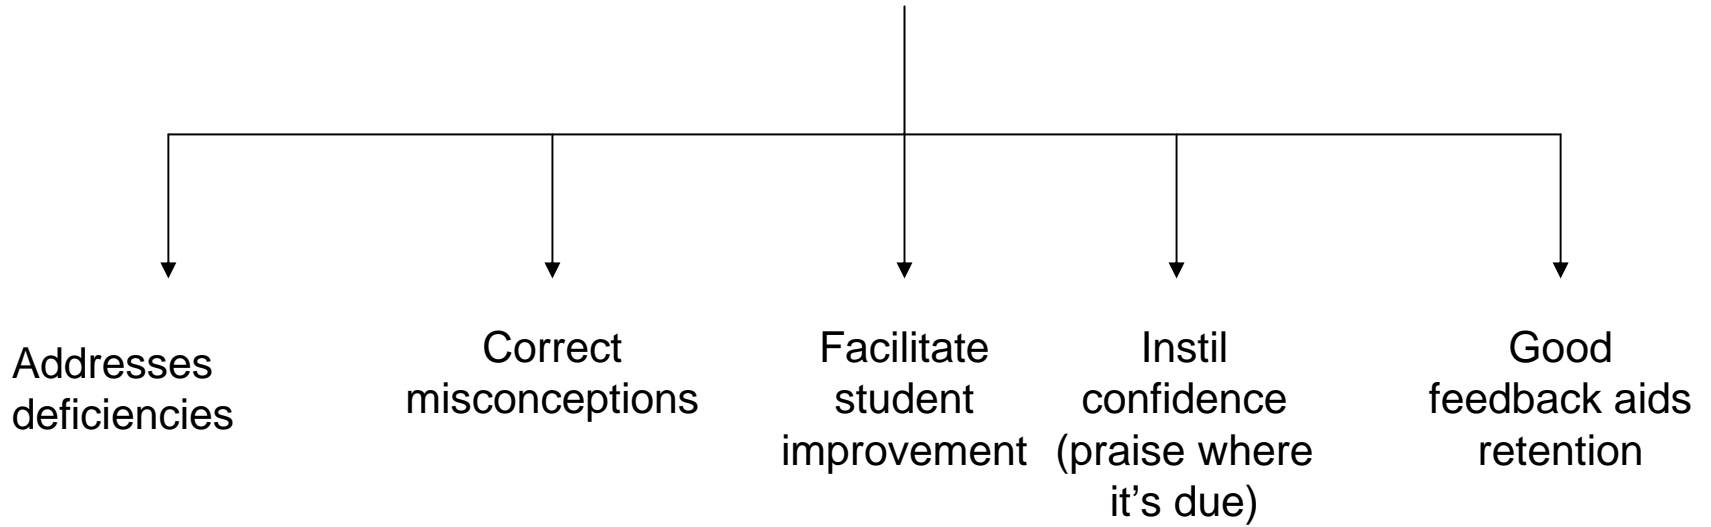 Addresses
deficiencies
Correct
misconceptions
Facilitate
student
improvement
Instil
confidence
(praise where
it's due)
Good
feedback aids
retention